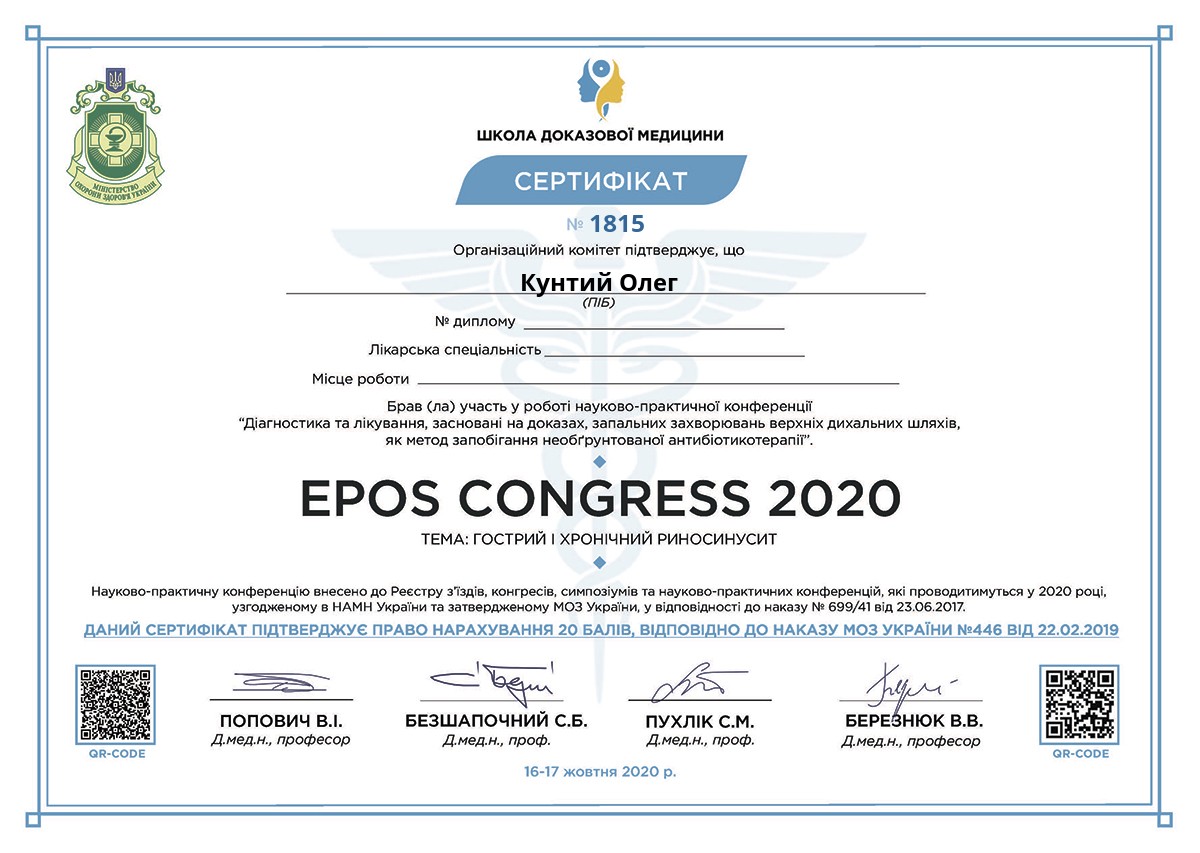 ШКОЛА ДОКАЗОВОЇ МЕДИЦИНИ
МІНІСТЕРСТВО
ОХОРОНИ ЗДОРОВ'Я УКРАЇНИ
СЕРТИФІКАТ
№ 1815
Організаційний комітет підтверджує, що
Кунтий Олег
(ПІБ)
№ диплому
Лікарська спеціальність
Місце роботи
Брав (ла) участь у роботі науково-практичної конференції
“Діагностика та лікування, засновані на доказах, запальних захворювань верхніх дихальних шляхів,
як метод запобігання необґрунтованої антибіотикотерапії”.
EPOS CONGRESS 2020
ТЕМА: ГОСТРИЙ І ХРОНІЧНИЙ РИНОСИНУСИТ
Науково-практичну конференцію внесено до Реєстру з’їздів, конгресів, симпозіумів та науково-практичних конференцій, які проводитимуться у 2020 році,
узгодженому в НАМН України та затвердженому МОЗ України, у відповідності до наказу № 699/41 від 23.06.2017.
ДАНИЙ СЕРТИФІКАТ ПІДТВЕРДЖУЄ ПРАВО НАРАХУВАННЯ 20 БАЛІВ, ВІДПОВІДНО ДО НАКАЗУ МОЗ УКРАЇНИ №446 ВІД 22.02.2019
ПОПОВИЧ В.І.
Д.мед.н., професор
БЕЗШАПОЧНИЙ С.Б.
Д.мед.н., проф.
ПУХЛІК С.М.
Д.мед.н., проф.
БЕРЕЗНЮК В.В.
Д.мед.н., професор
QR-CODE
QR-CODE
16-17 жовтня 2020 р.